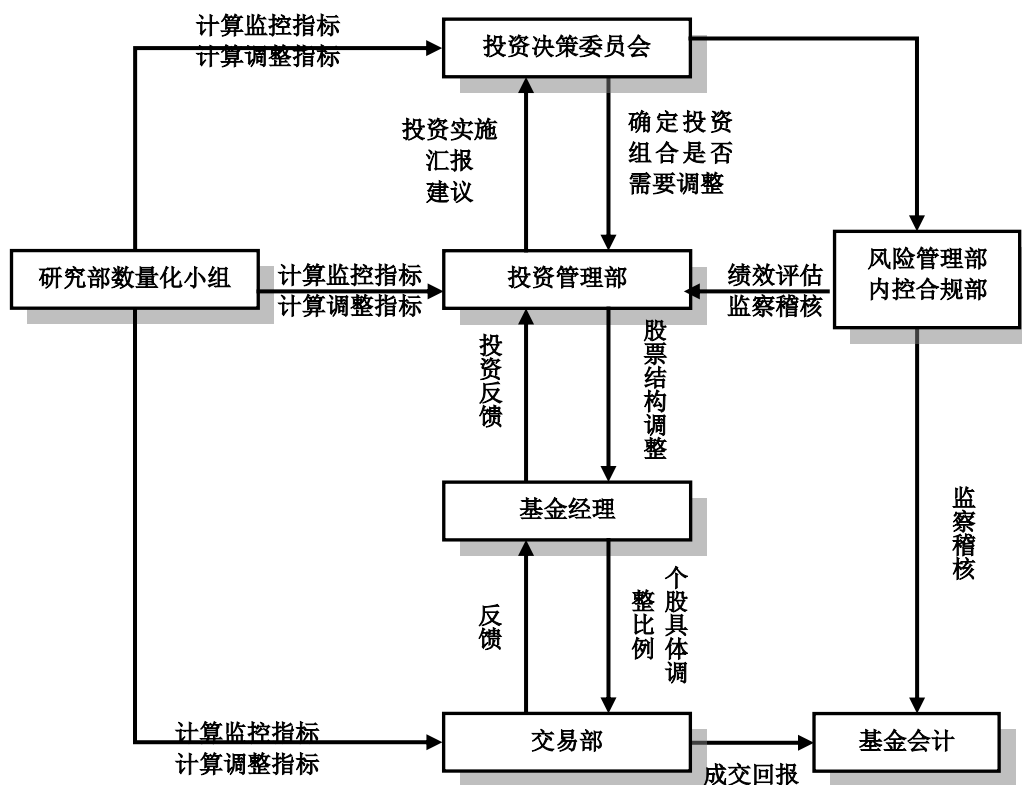 计算监控指标
计算调整指标
投资决策委员会
投资实施
汇报
建议
确定投资
组合是否
需要调整
研究部数量化小组
计算监控指标
计算调整指标
投资管理部
绩效评估
监察稽核
风险管理部
内控合规部
投资反馈
股票结构调整
基金经理
监察稽核
反馈
个股具体调
整比例
计算监控指标
计算调整指标
交易部
成交回报
基金会计